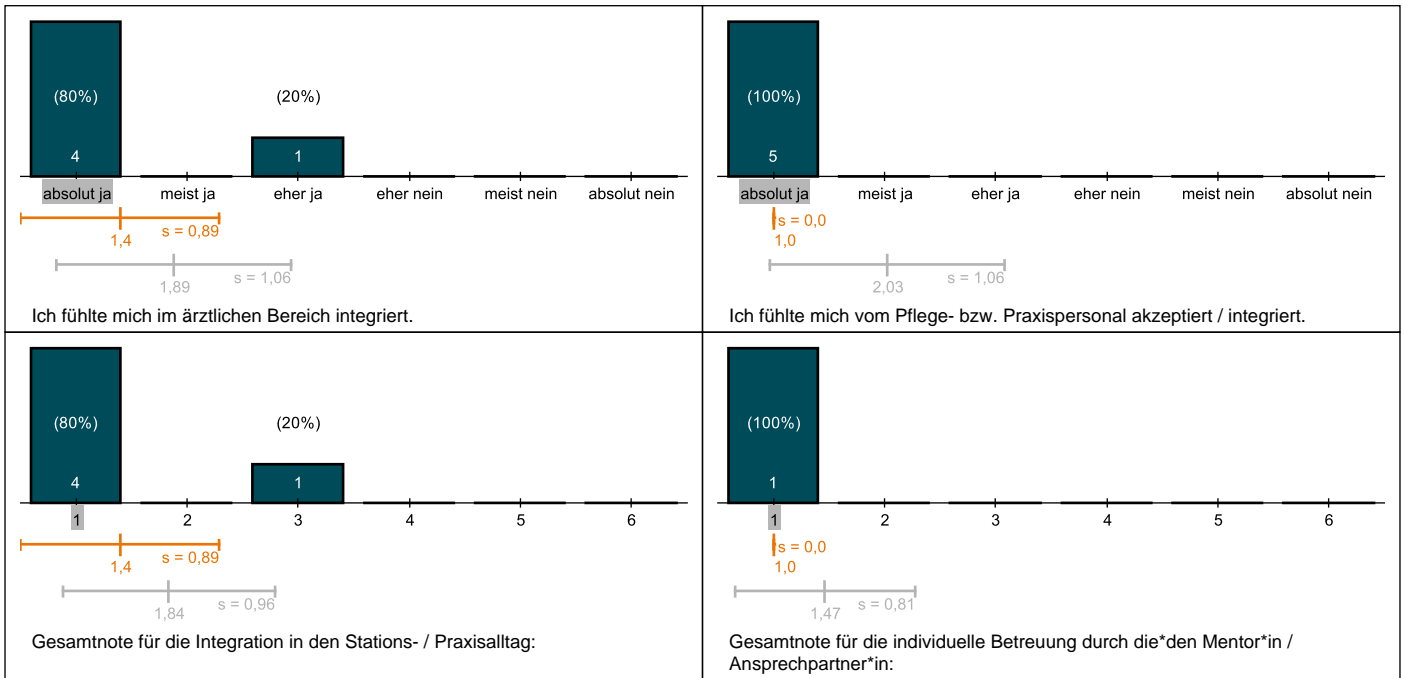 (80%)
(20%)
4
1
absolut ja meist ja eher ja eher nein meist nein absolut nein
s = 0,89
1,4
s = 1,06
1,89
Ich fühlte mich im ärztlichen Bereich integriert.
(100%)
5
absolut ja meist ja eher ja eher nein meist nein absolut nein
s = 0,0
1,0
s = 1,06
2,03
Ich fühlte mich vom Pflege- bzw. Praxispersonal akzeptiert / integriert.
(80%)
(20%)
4
1
1 2 3 4 5 6
s = 0,89
1,4
s = 0,96
1,84
Gesamtnote für die Integration in den Stations- / Praxisalltag:
(100%)
1
1 2 3 4 5 6
s = 0,0
1,0
s = 0,81
1,47
Gesamtnote für die individuelle Betreuung durch die*den Mentor*in /
Ansprechpartner*in: